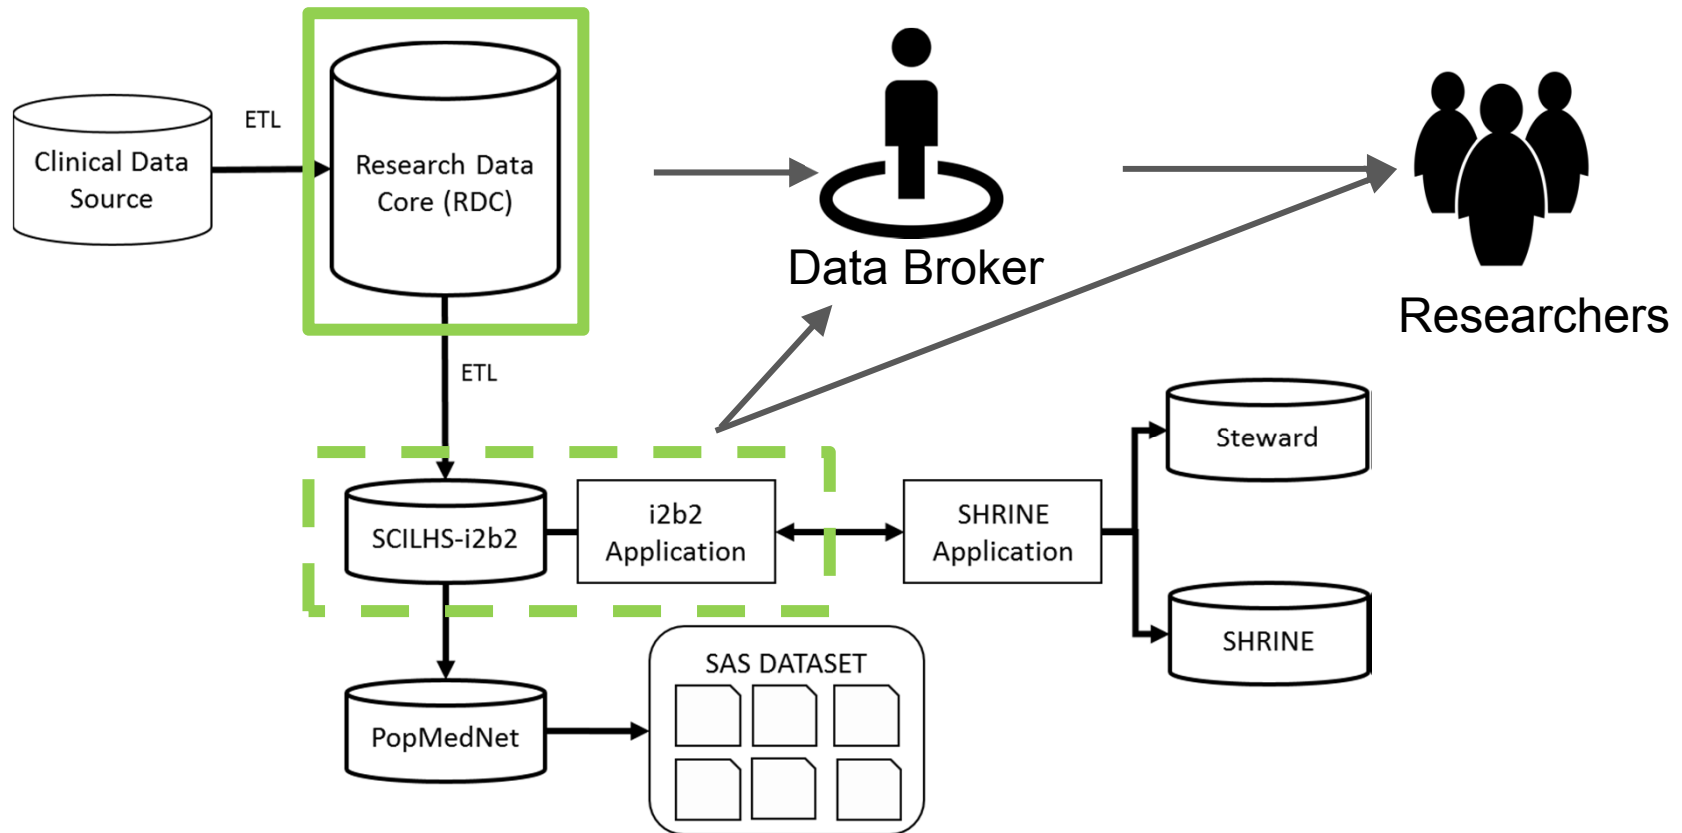 ETL
Clinical Data
Source
Research Data
Core (RDC)
Data Broker
Researchers
ETL
Steward
SCILHS-i2b2
i2b2
Application
SHRINE
Application
SHRINE
SAS DATASET
PopMedNet